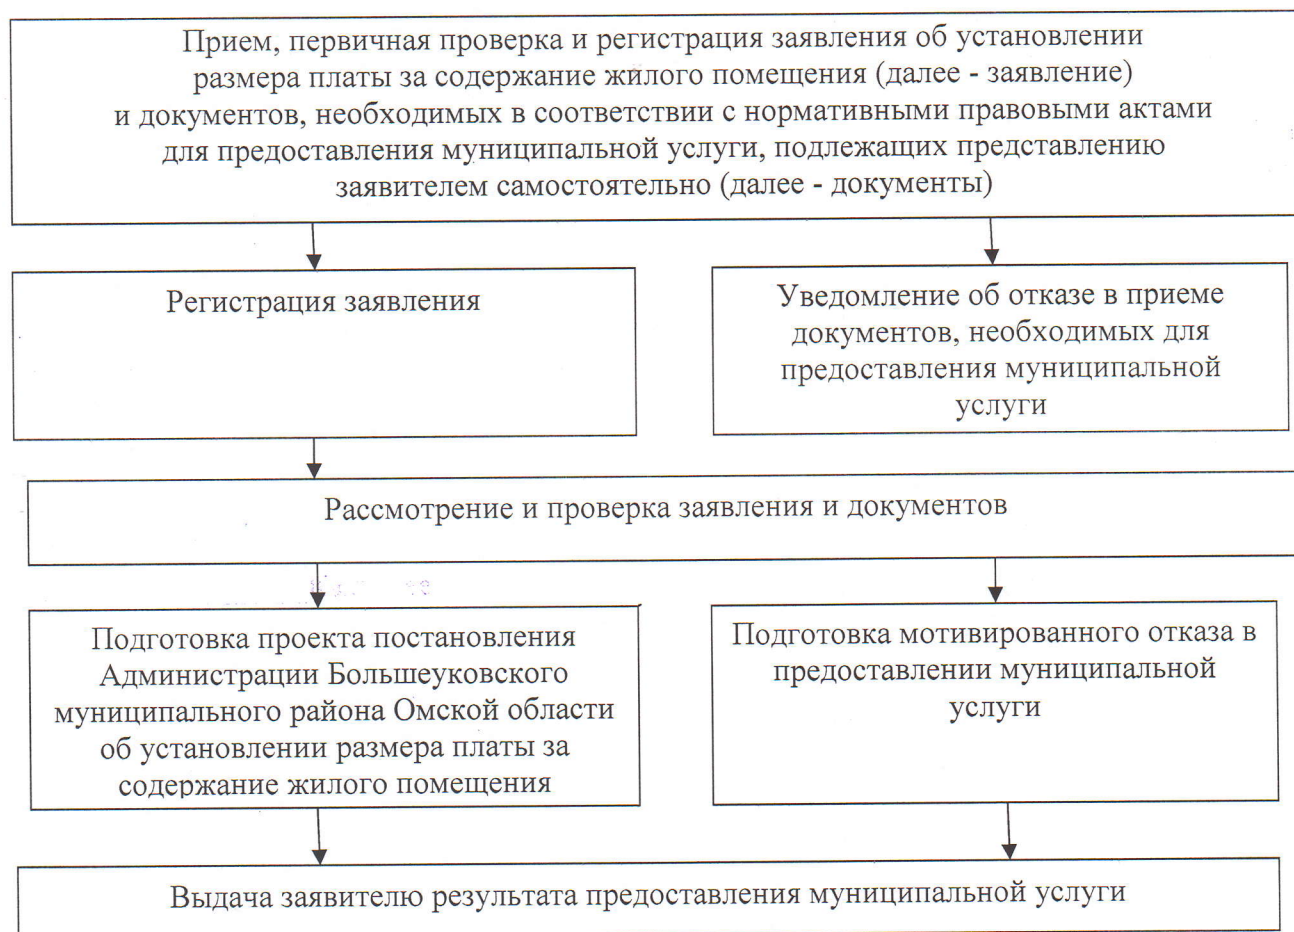 Прием, первичная проверка и регистрация заявления об установлении
размера платы за содержание жилого помещения (далее - заявление)
и документов, необходимых в соответствии с нормативными правовыми актами
для предоставления муниципальной услуги, подлежащих представлению
заявителем самостоятельно (далее - документы)
Регистрация заявления
Уведомление об отказе в приеме
документов, необходимых для
предоставления муниципальной
услуги
Рассмотрение и проверка заявления и документов
Подготовка проекта постановления
Администрации Большеуковского
муниципального района Омской области
об установлении размера платы за
содержание жилого помещения
Подготовка мотивированного отказа в
предоставлении муниципальной
услуги
Выдача заявителю результата предоставления муниципальной услуги